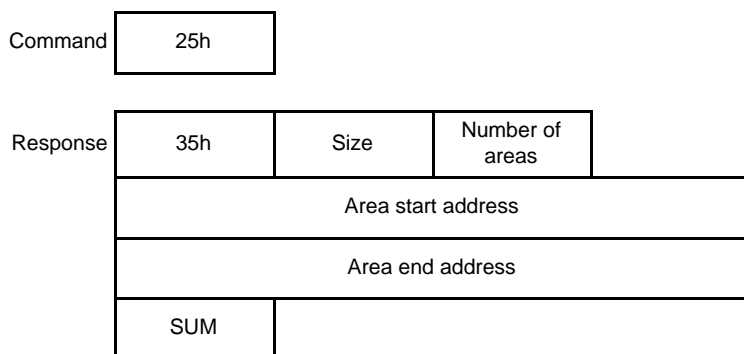 Command 25h
Response 35h Size Number of
areas
Area start address
Area end address
SUM